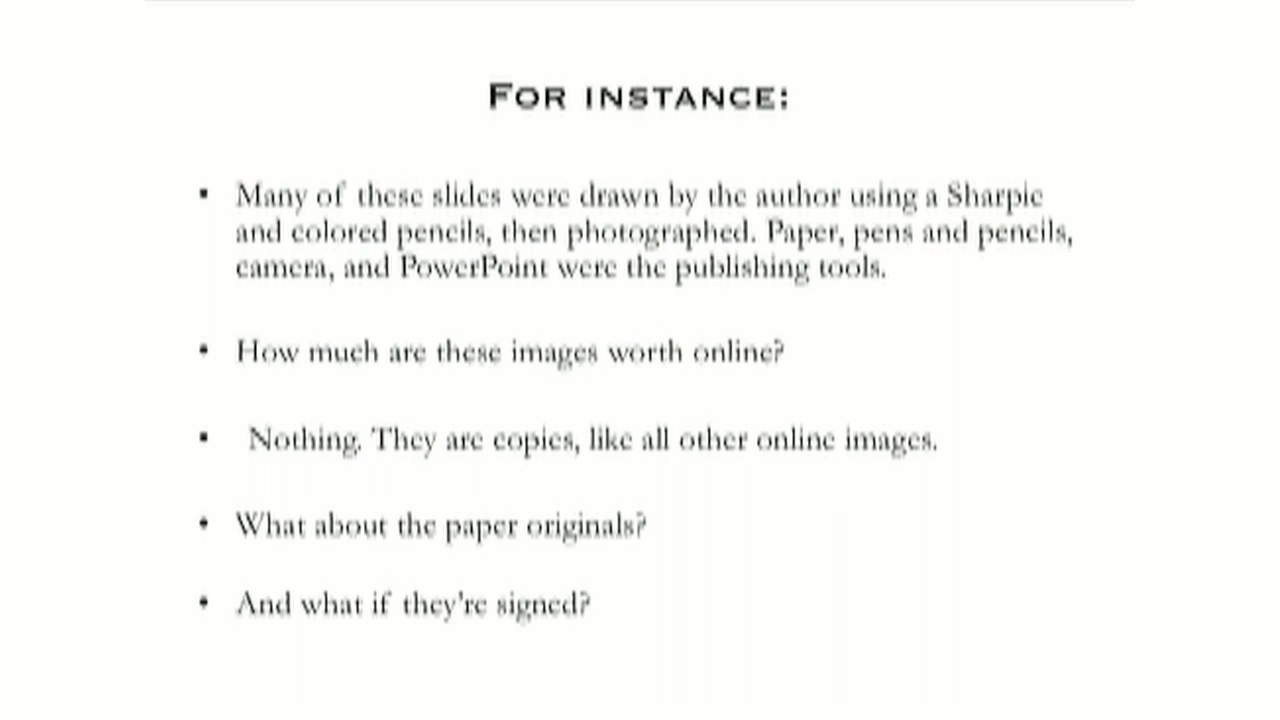 FOR INSTANCE:
• Many of these slides were drawn by the author using a Sharpie
and colored pencils, then photographed. Paper, pens and pencils,
camera, and PowerPoint were the publishing tools.
• How much are these images worth online?
• Nothing. They are copies, like all other online images.
• What about the paper originals?
• And what if they're signed?